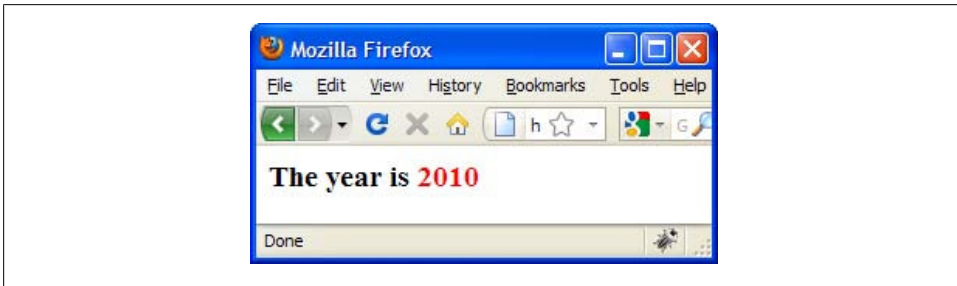 Mozilla Firefox
File Edit View History Bookmarks Tools Help
h G
The year is 2010
Done